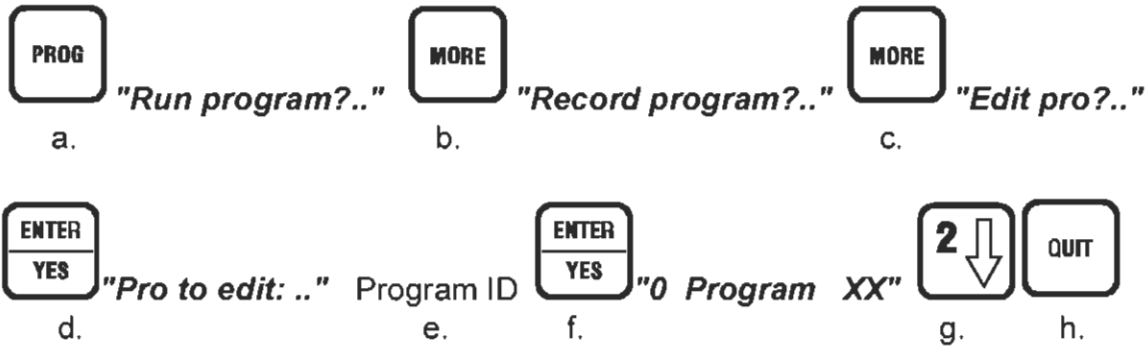 PROG "Run program?.." MORE "Record program?.." MORE "Edit pro?.."
a. b. c.
ENTER YES "Pro to edit: .." Program ID ENTER YES "0 Program XX" 2 QUIT
d. e. f. g. h.